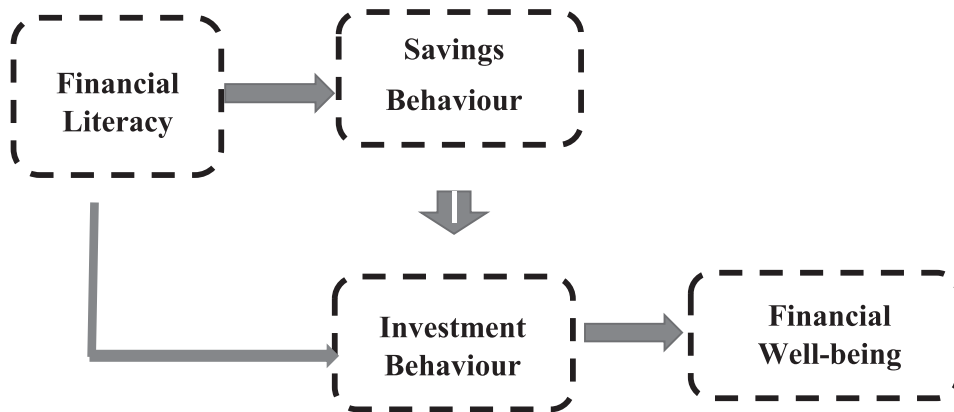 Financial
Literacy
Savings
Behaviour
Investment
Behaviour
Financial
Well-being